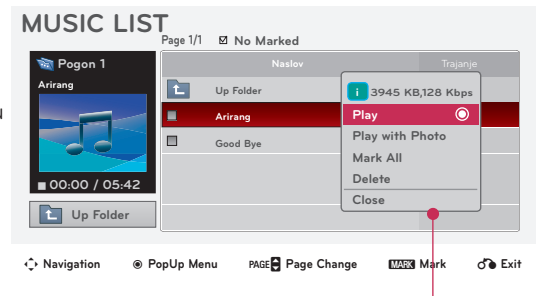 MUSIC LIST
Page 1/1 No Marked
Pogon 1
Arirang
00:00 / 05:42
Up Folder
Naslov Trajanje
Up Folder
Arirang
Good Bye
i 3945 KB,128 Kbps
Play
Play with Photo
Mark All
Delete
Close
Navigation PopUp Menu PAGE Page Change MARK Mark Exit